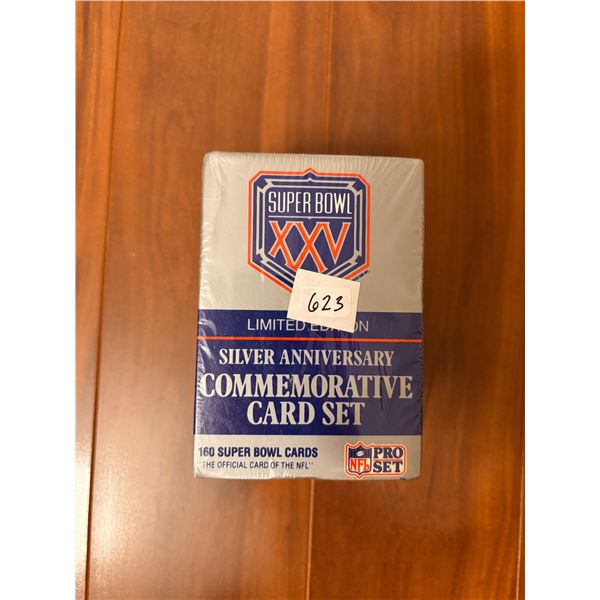 SUPER BOWL
XXV
623
LIMITED EDITION
SILVER ANNIVERSARY
COMMEMORATIVE
CARD SET
160 SUPER BOWL CARDS
"THE OFFICIAL CARD OF THE NFL"
NFL PRO
SET